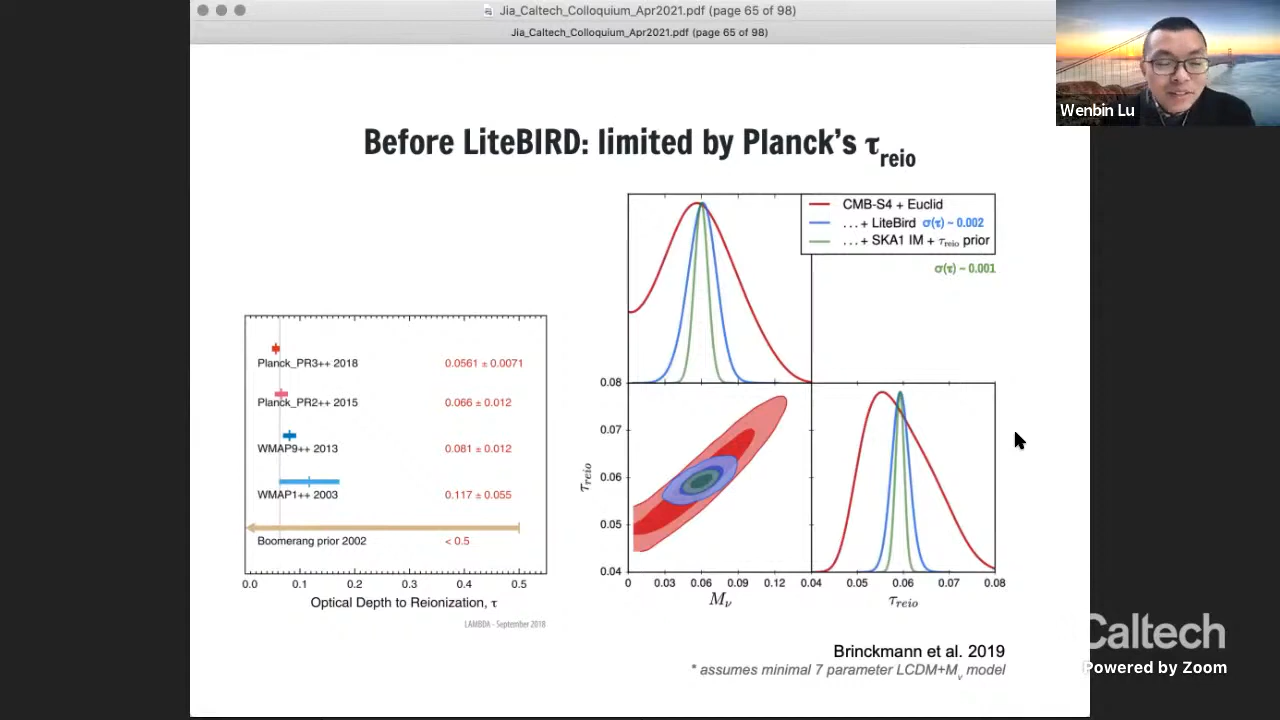 Jia_Caltech_Colloquium_Apr2021.pdf (page 65 of 98)
Jia_Caltech_Colloquium_Apr2021.pdf (page 65 of 98)
Wenbin Lu
Before LiteBIRD: limited by Planck's τreio
CMB-S4 + Euclid
... + LiteBird σ(τ) ~ 0.002
... + SKA1 IM + τreio prior
σ(τ) ~ 0.001
Planck_PR3++ 2018 0.0561 ± 0.0071
Planck_PR2++ 2015 0.066 ± 0.012
WMAP9++ 2013 0.081 ± 0.012
WMAP1++ 2003 0.117 ± 0.055
Boomerang prior 2002 < 0.5
0.0 0.1 0.2 0.3 0.4 0.5
Optical Depth to Reionization, τ
LAMBDA - September 2018
0.08
0.07
0.06
0.05
0.04
τreio
0 0.03 0.06 0.09 0.12 0.04 0.05 0.06 0.07 0.08
Mν
τreio
Brinckmann et al. 2019
* assumes minimal 7 parameter LCDM+Mν model
Caltech
Powered by Zoom